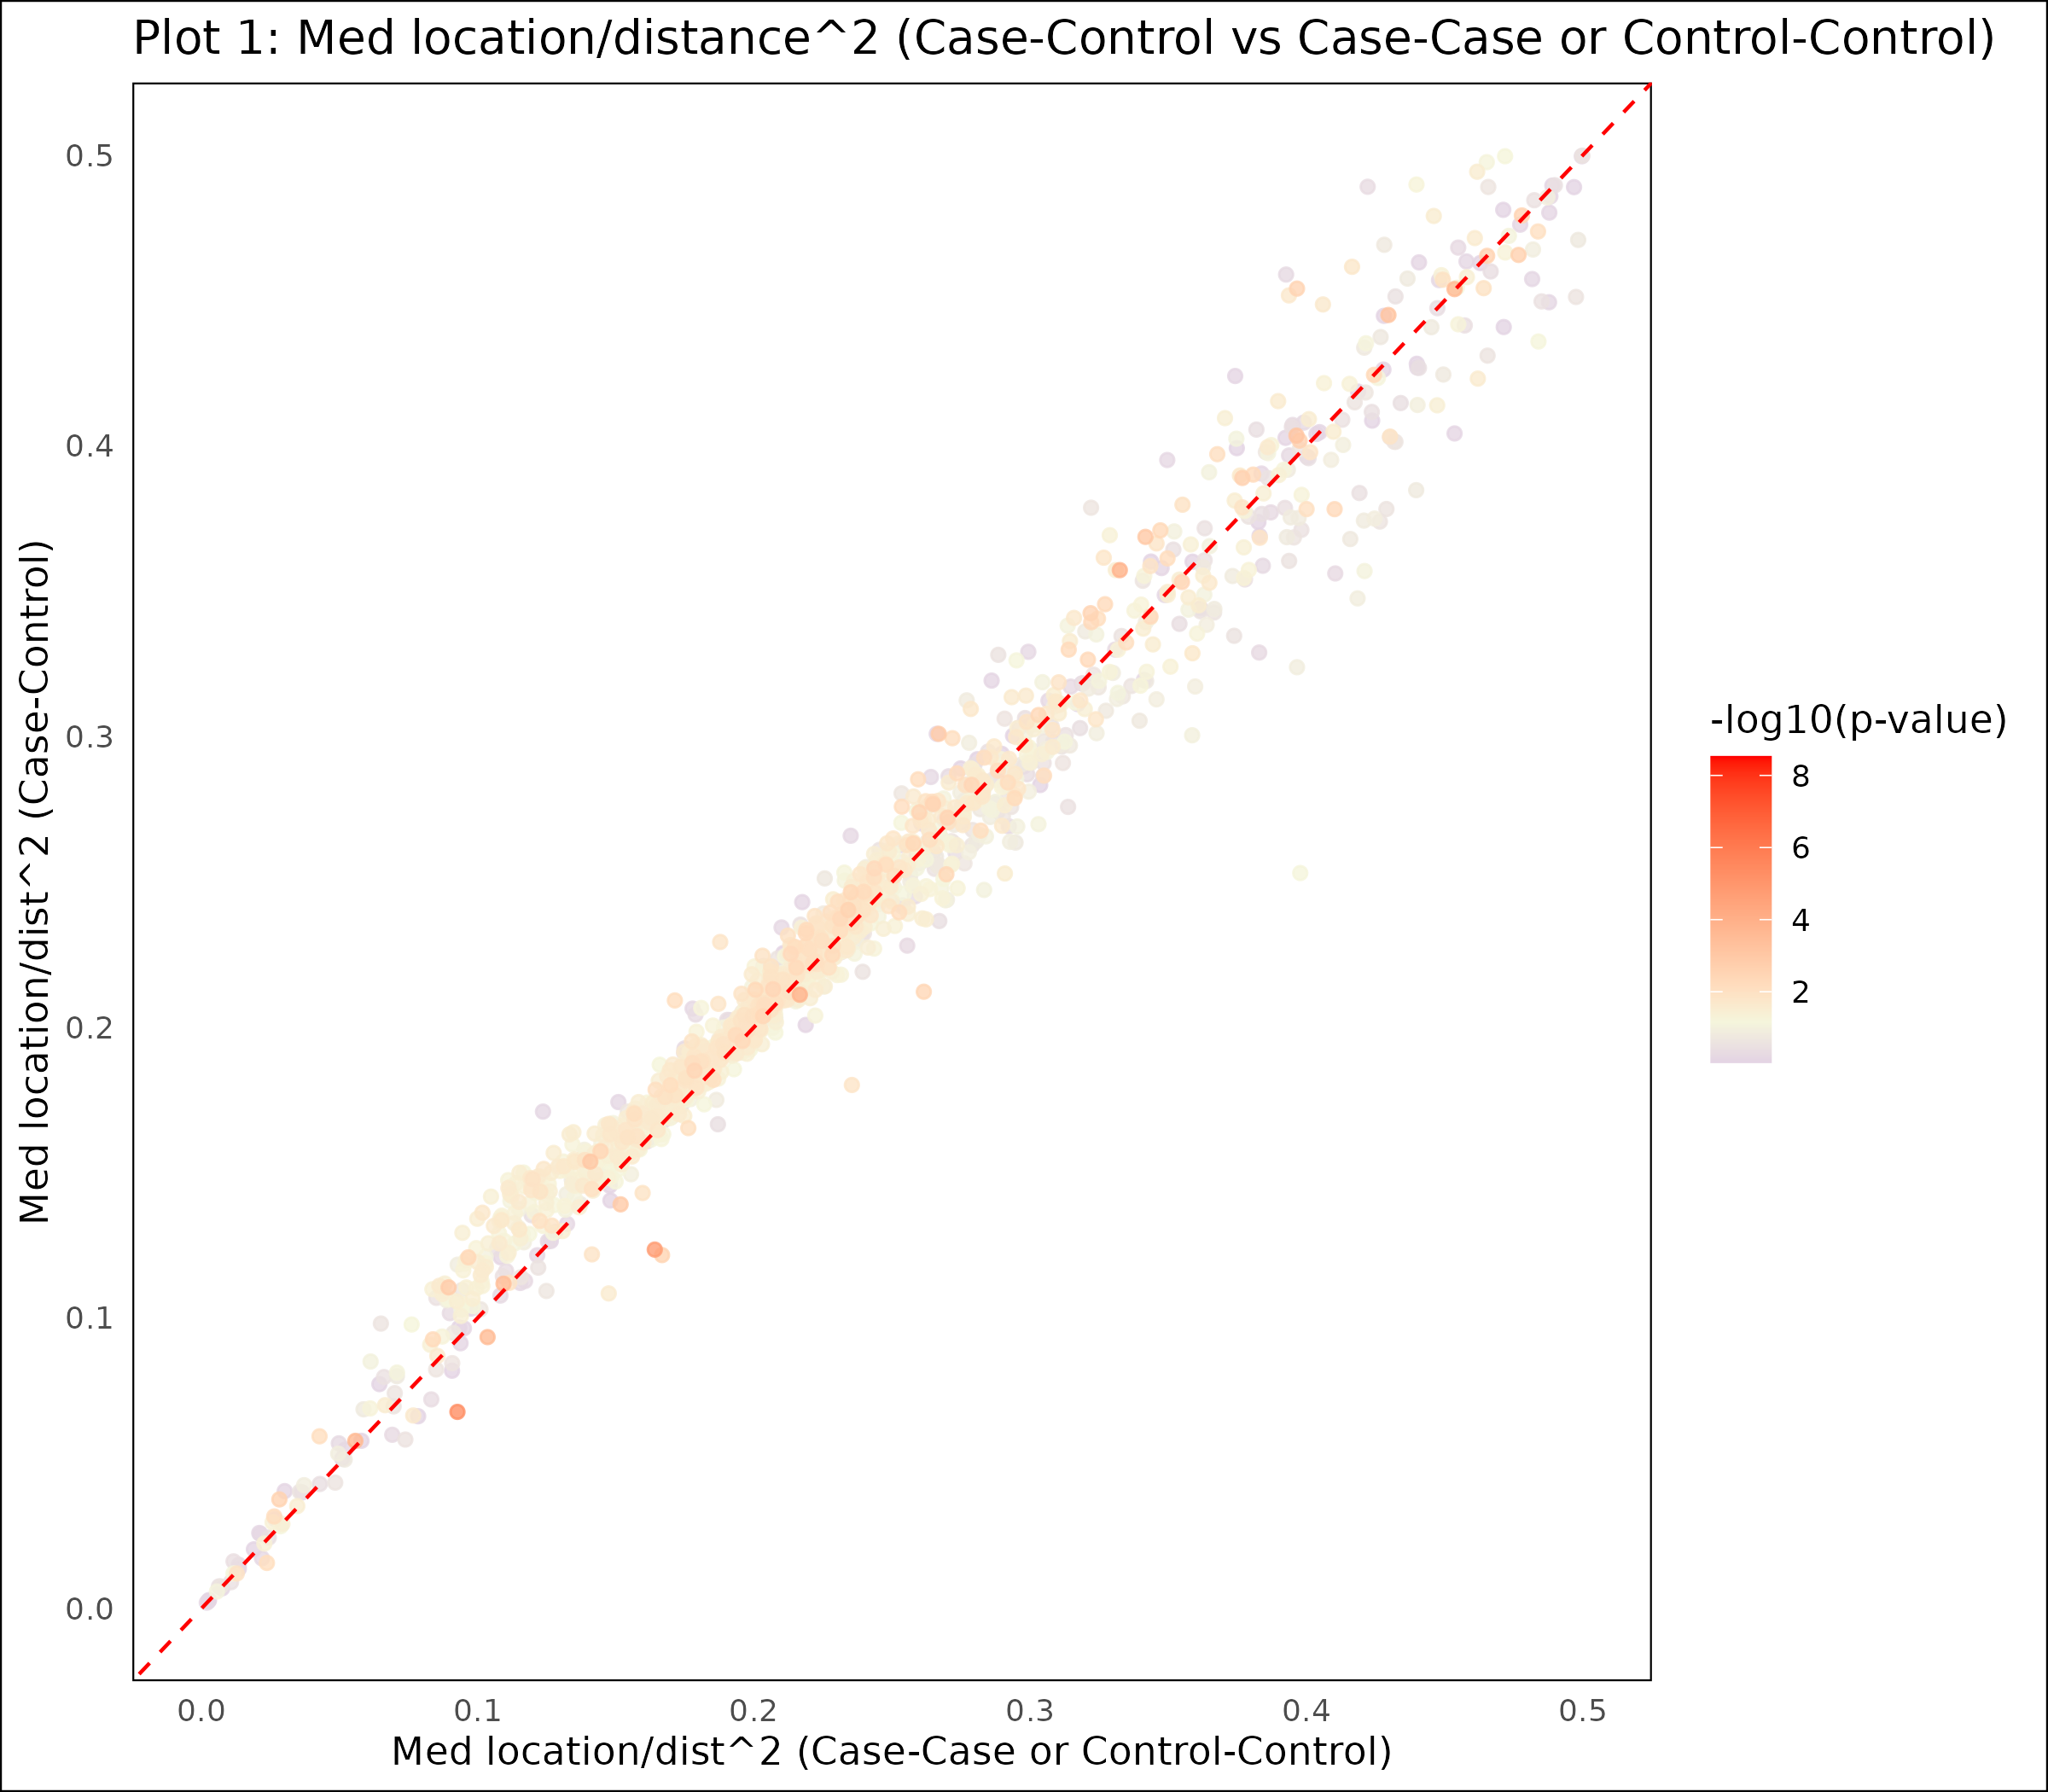 Plot 1: Med location/distance^2 (Case-Control vs Case-Case or Control-Control)
Med location/dist^2 (Case-Control)
0.5
0.4
0.3
0.2
0.1
0.0
0.0 0.1 0.2 0.3 0.4 0.5
Med location/dist^2 (Case-Case or Control-Control)
-log10(p-value)
8
6
4
2